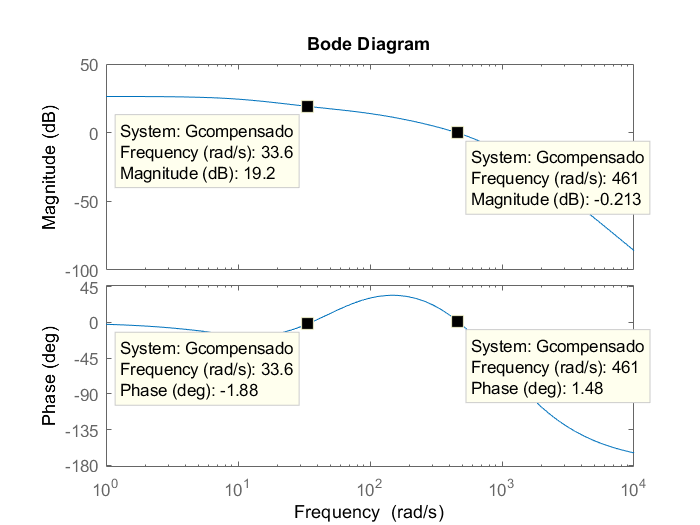 Bode Diagram
Magnitude (dB)
50
0
-50
-100
System: Gcompensado
Frequency (rad/s): 33.6
Magnitude (dB): 19.2
System: Gcompensado
Frequency (rad/s): 461
Magnitude (dB): -0.213
Phase (deg)
45
0
-45
-90
-135
-180
System: Gcompensado
Frequency (rad/s): 33.6
Phase (deg): -1.88
System: Gcompensado
Frequency (rad/s): 461
Phase (deg): 1.48
10^0 10^1 10^2 10^3 10^4
Frequency (rad/s)